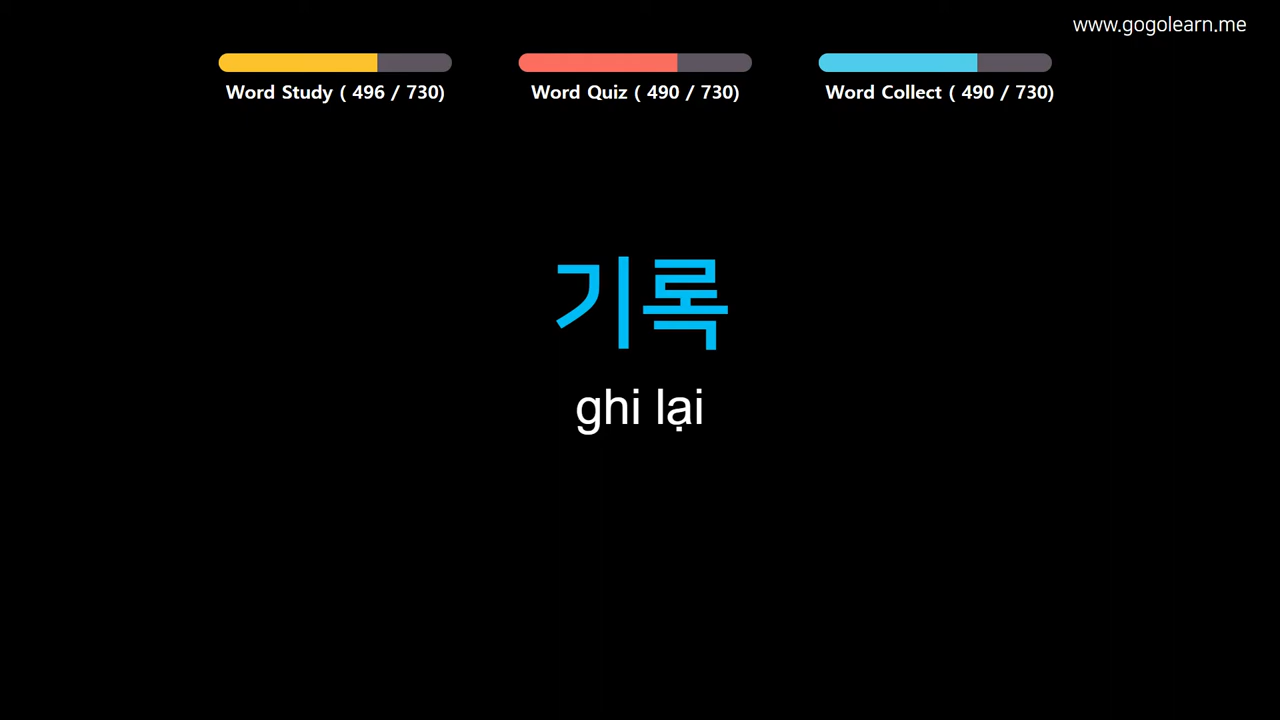 www.gogolearn.me
Word Study ( 496 / 730)
Word Quiz ( 490 / 730)
Word Collect ( 490 / 730)
기록
ghi lại